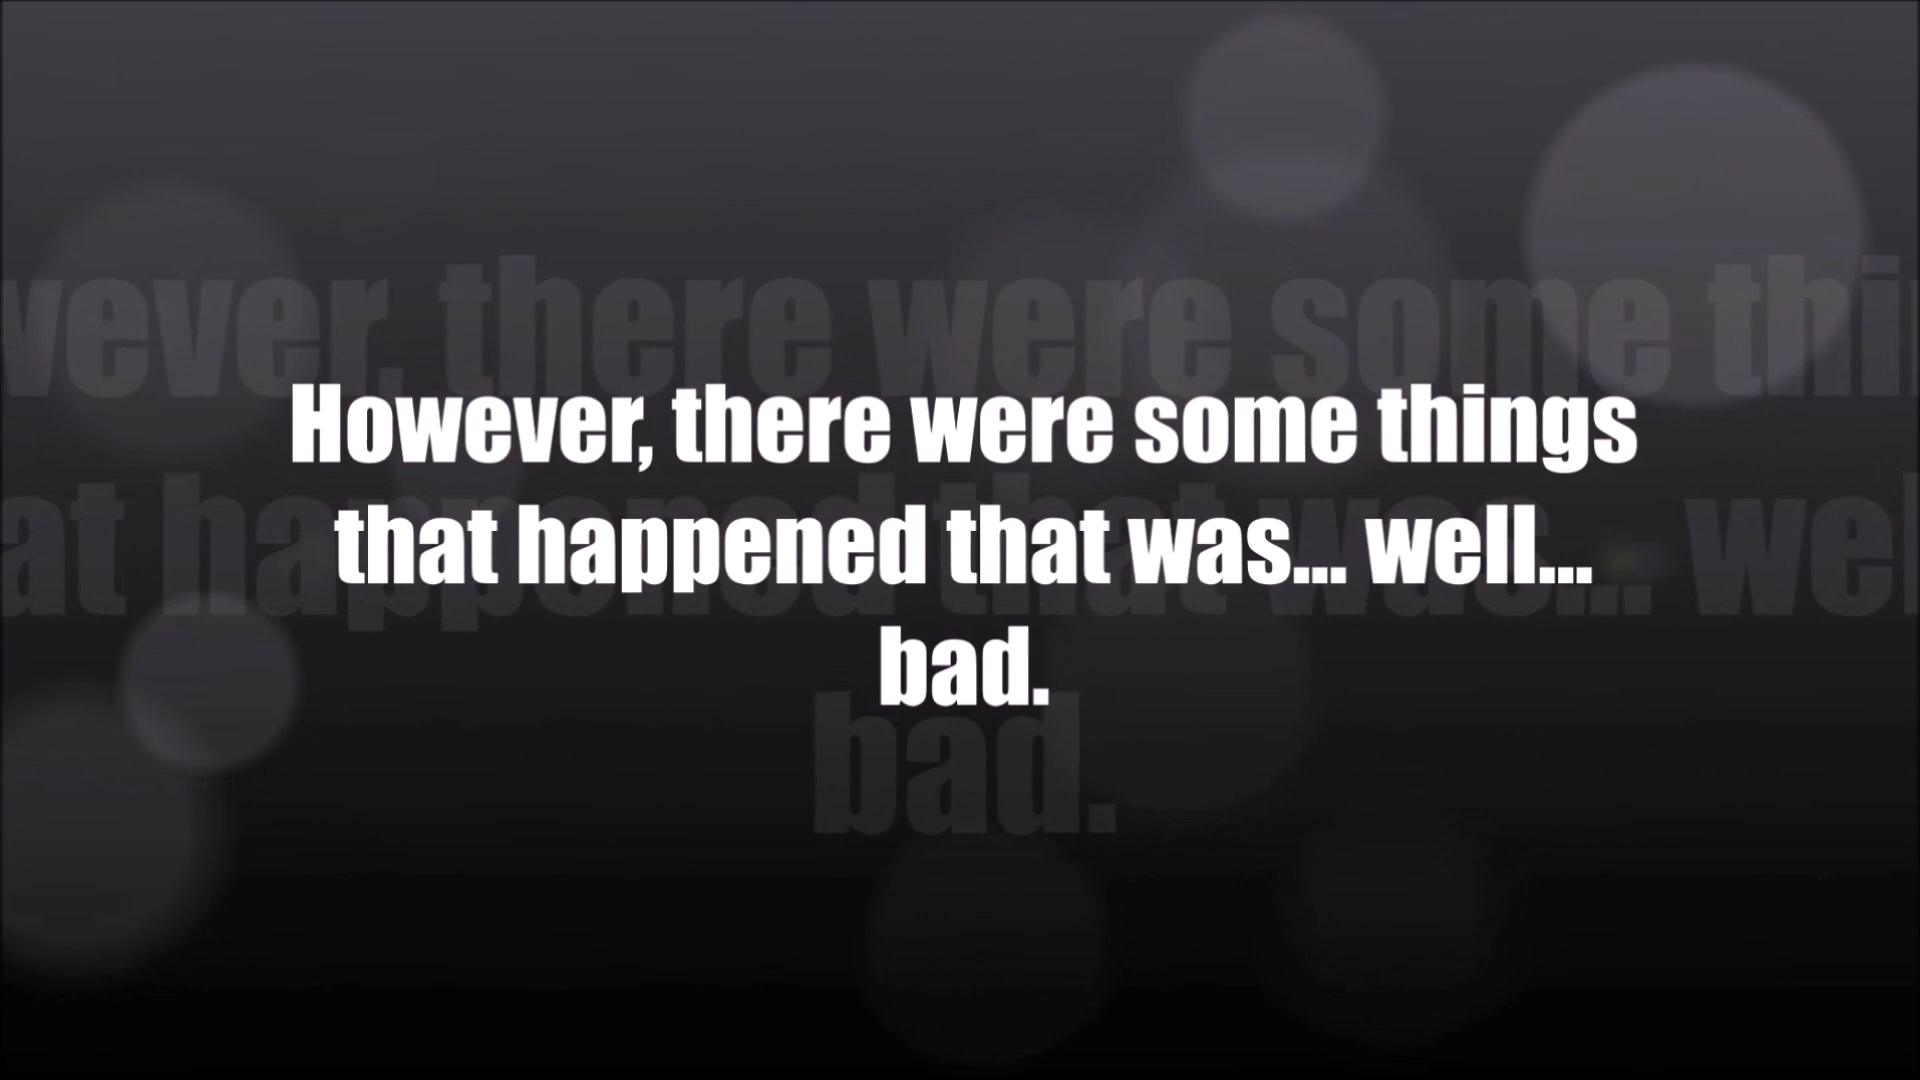 However, there were some things
that happened that was... well...
bad.